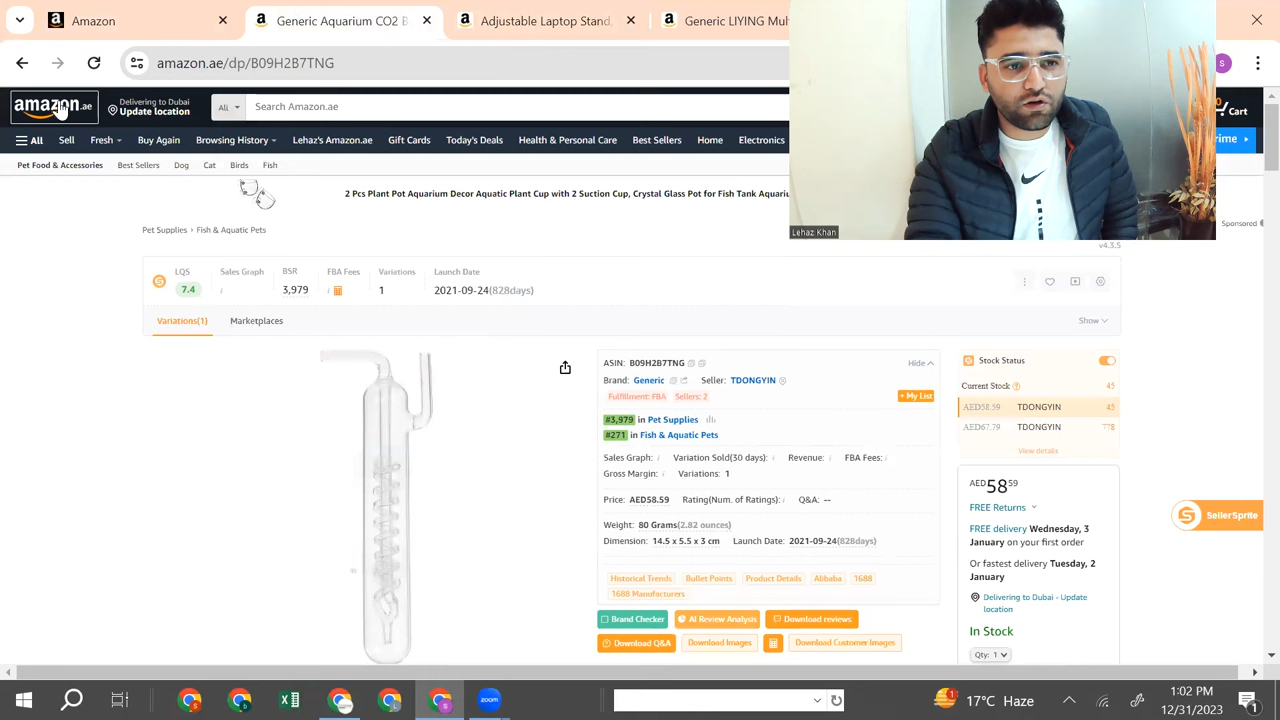 Generic Aquarium CO2 B
Adjustable Laptop Stand,
Generic LIYING Mult
amazon.ae/dp/B09H2B7TNG
S
amazon.ae
Delivering to Dubai
Update location
All
Search Amazon.ae
Cart
All
Sell
Fresh
Buy Again
Browsing History
Lehaz's Amazon.ae
Gift Cards
Today's Deals
Health & Personal Care
Best Sellers
Home
Electronics
Pet Food & Accessories
Best Sellers
Dog
Cat
Birds
Fish
2 Pcs Plant Pot Aquarium Decor Aquatic Plant Cup with 2 Suction Cup, Crystal Glass Pot for Fish Tank Aquariu
Lehaz Khan
Sponsored
Pet Supplies › Fish & Aquatic Pets
v4.3.5
LQS
7.4
Sales Graph
BSR
3,979
FBA Fees
Variations
1
Launch Date
2021-09-24(828days)
Variations(1)
Marketplaces
Show
ASIN: B09H2B7TNG
Hide
Brand: Generic
Seller: TDONGYIN
Fulfillment: FBA
Sellers: 2
+ My List
#3,979 in Pet Supplies
#271 in Fish & Aquatic Pets
Sales Graph:
Variation Sold(30 days):
Revenue:
FBA Fees:
Gross Margin:
Variations: 1
Price: AED58.59
Rating(Num. of Ratings):
Q&A: --
Weight: 80 Grams(2.82 ounces)
Dimension: 14.5 x 5.5 x 3 cm
Launch Date: 2021-09-24(828days)
Historical Trends
Bullet Points
Product Details
Alibaba
1688
1688 Manufacturers
Brand Checker
AI Review Analysis
Download reviews
Download Q&A
Download Images
Download Customer Images
Stock Status
Current Stock
45
AED58.59 TDONGYIN 45
AED67.79 TDONGYIN 778
View details
AED 58 59
FREE Returns
FREE delivery Wednesday, 3
January on your first order
Or fastest delivery Tuesday, 2
January
Delivering to Dubai - Update
location
In Stock
Qty: 1
SellerSprite
zoom
1
17°C Haze
1:02 PM
12/31/2023
1